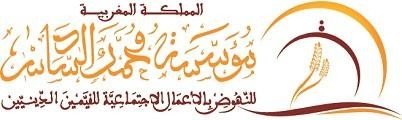 المملكة المغربية
مؤسسة محمد السادس
للنهوض بالأعمال الاجتماعية للقيمين الدينيين